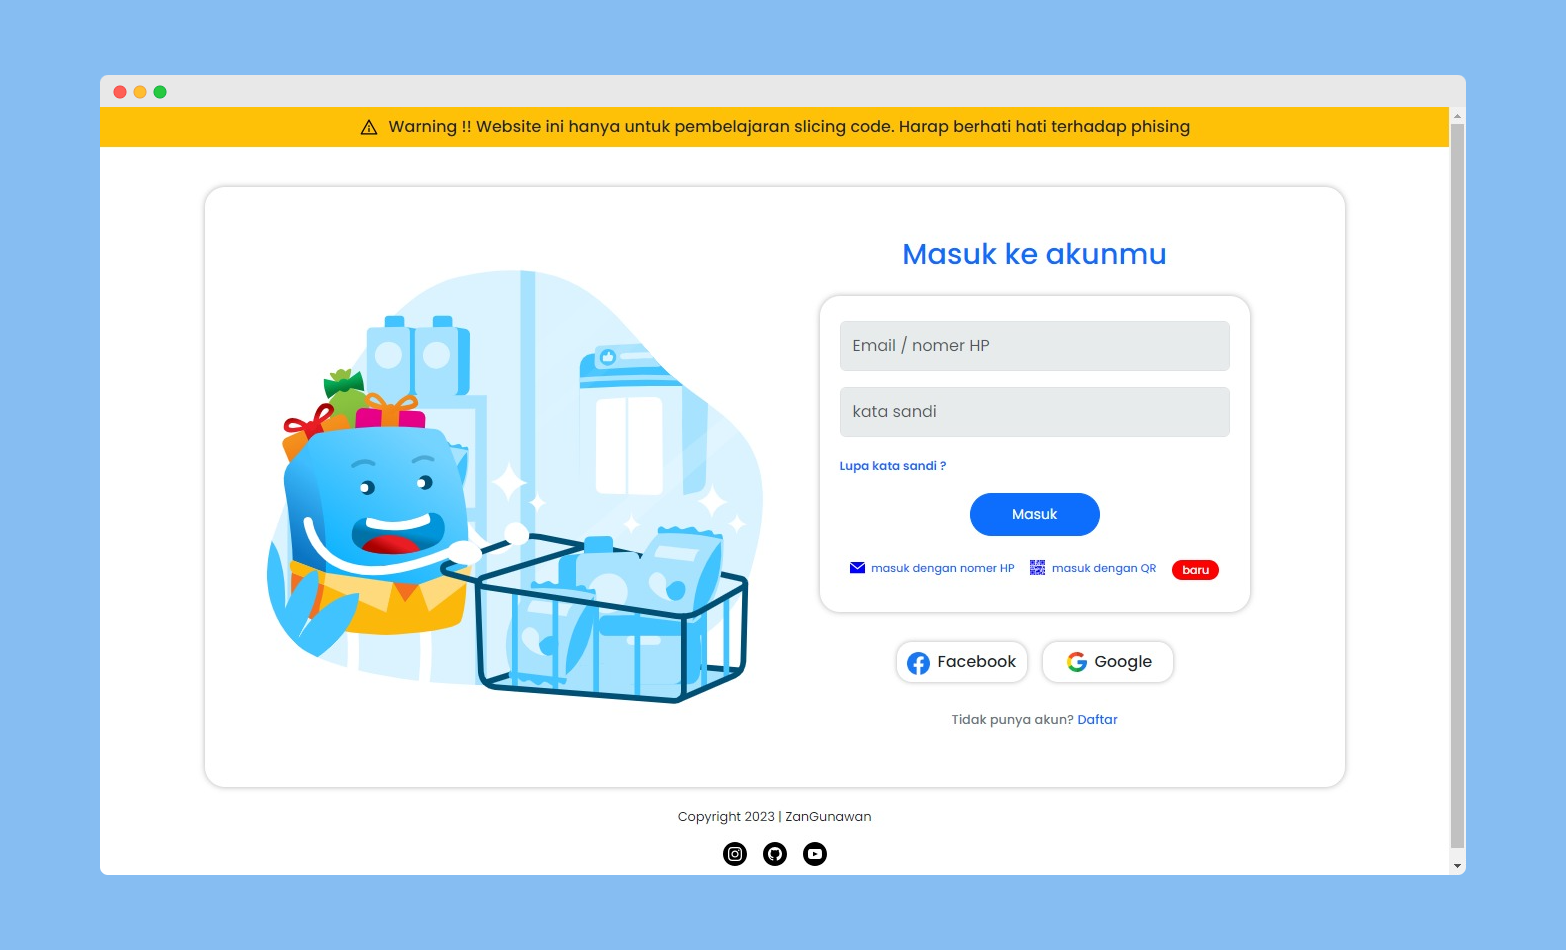 Warning !! Website ini hanya untuk pembelajaran slicing code. Harap berhati hati terhadap phising
Masuk ke akunmu
Email / nomer HP
kata sandi
Lupa kata sandi ?
Masuk
masuk dengan nomer HP masuk dengan QR baru
Facebook Google
Tidak punya akun? Daftar
Copyright 2023 | ZanGunawan